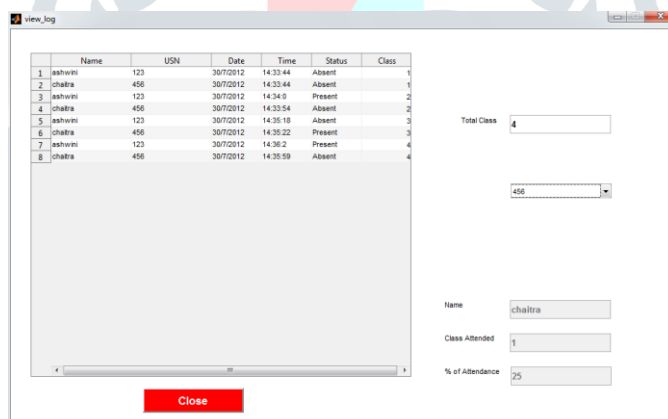 view_log
Name USN Date Time Status Class
1 ashwini 123 30/7/2012 14:33:44 Absent 1
2 chaitra 456 30/7/2012 14:33:44 Absent 1
3 ashwini 123 30/7/2012 14:34:0 Present 2
4 chaitra 456 30/7/2012 14:33:54 Absent 2
5 ashwini 123 30/7/2012 14:35:18 Absent 3
6 chaitra 456 30/7/2012 14:35:22 Present 3
7 ashwini 123 30/7/2012 14:36:2 Present 4
8 chaitra 456 30/7/2012 14:35:59 Absent 4
Total Class 4
456
Name chaitra
Class Attended 1
% of Attendance 25
Close